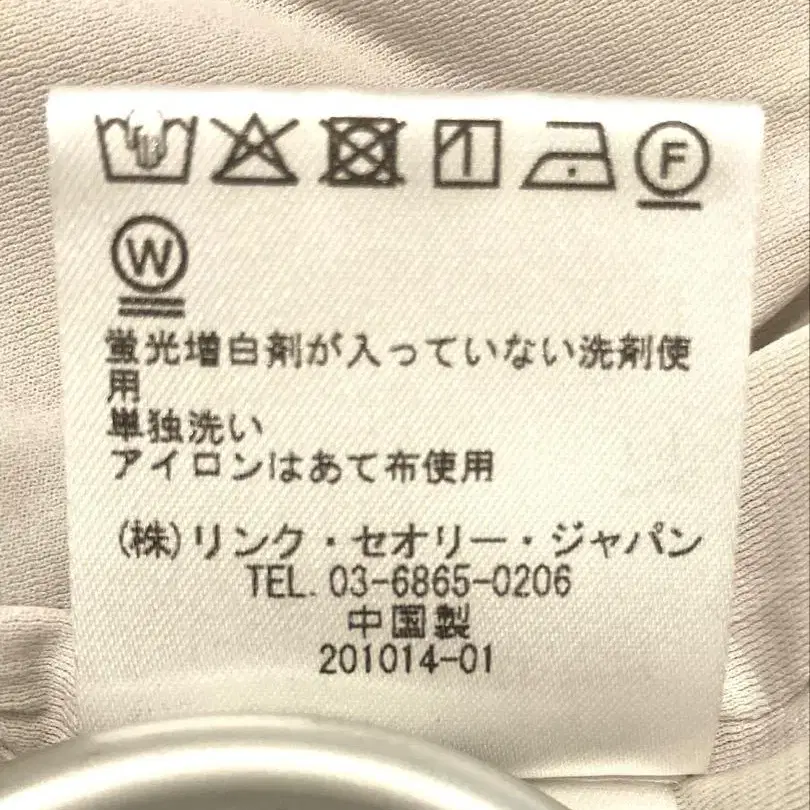 F
W
蛍光増白剤が入っていない洗剤使
用
単独洗い
アイロンはあて布使用
(株)リンク・セオリー・ジャパン
TEL. 03-6865-0206
中国製
201014-01